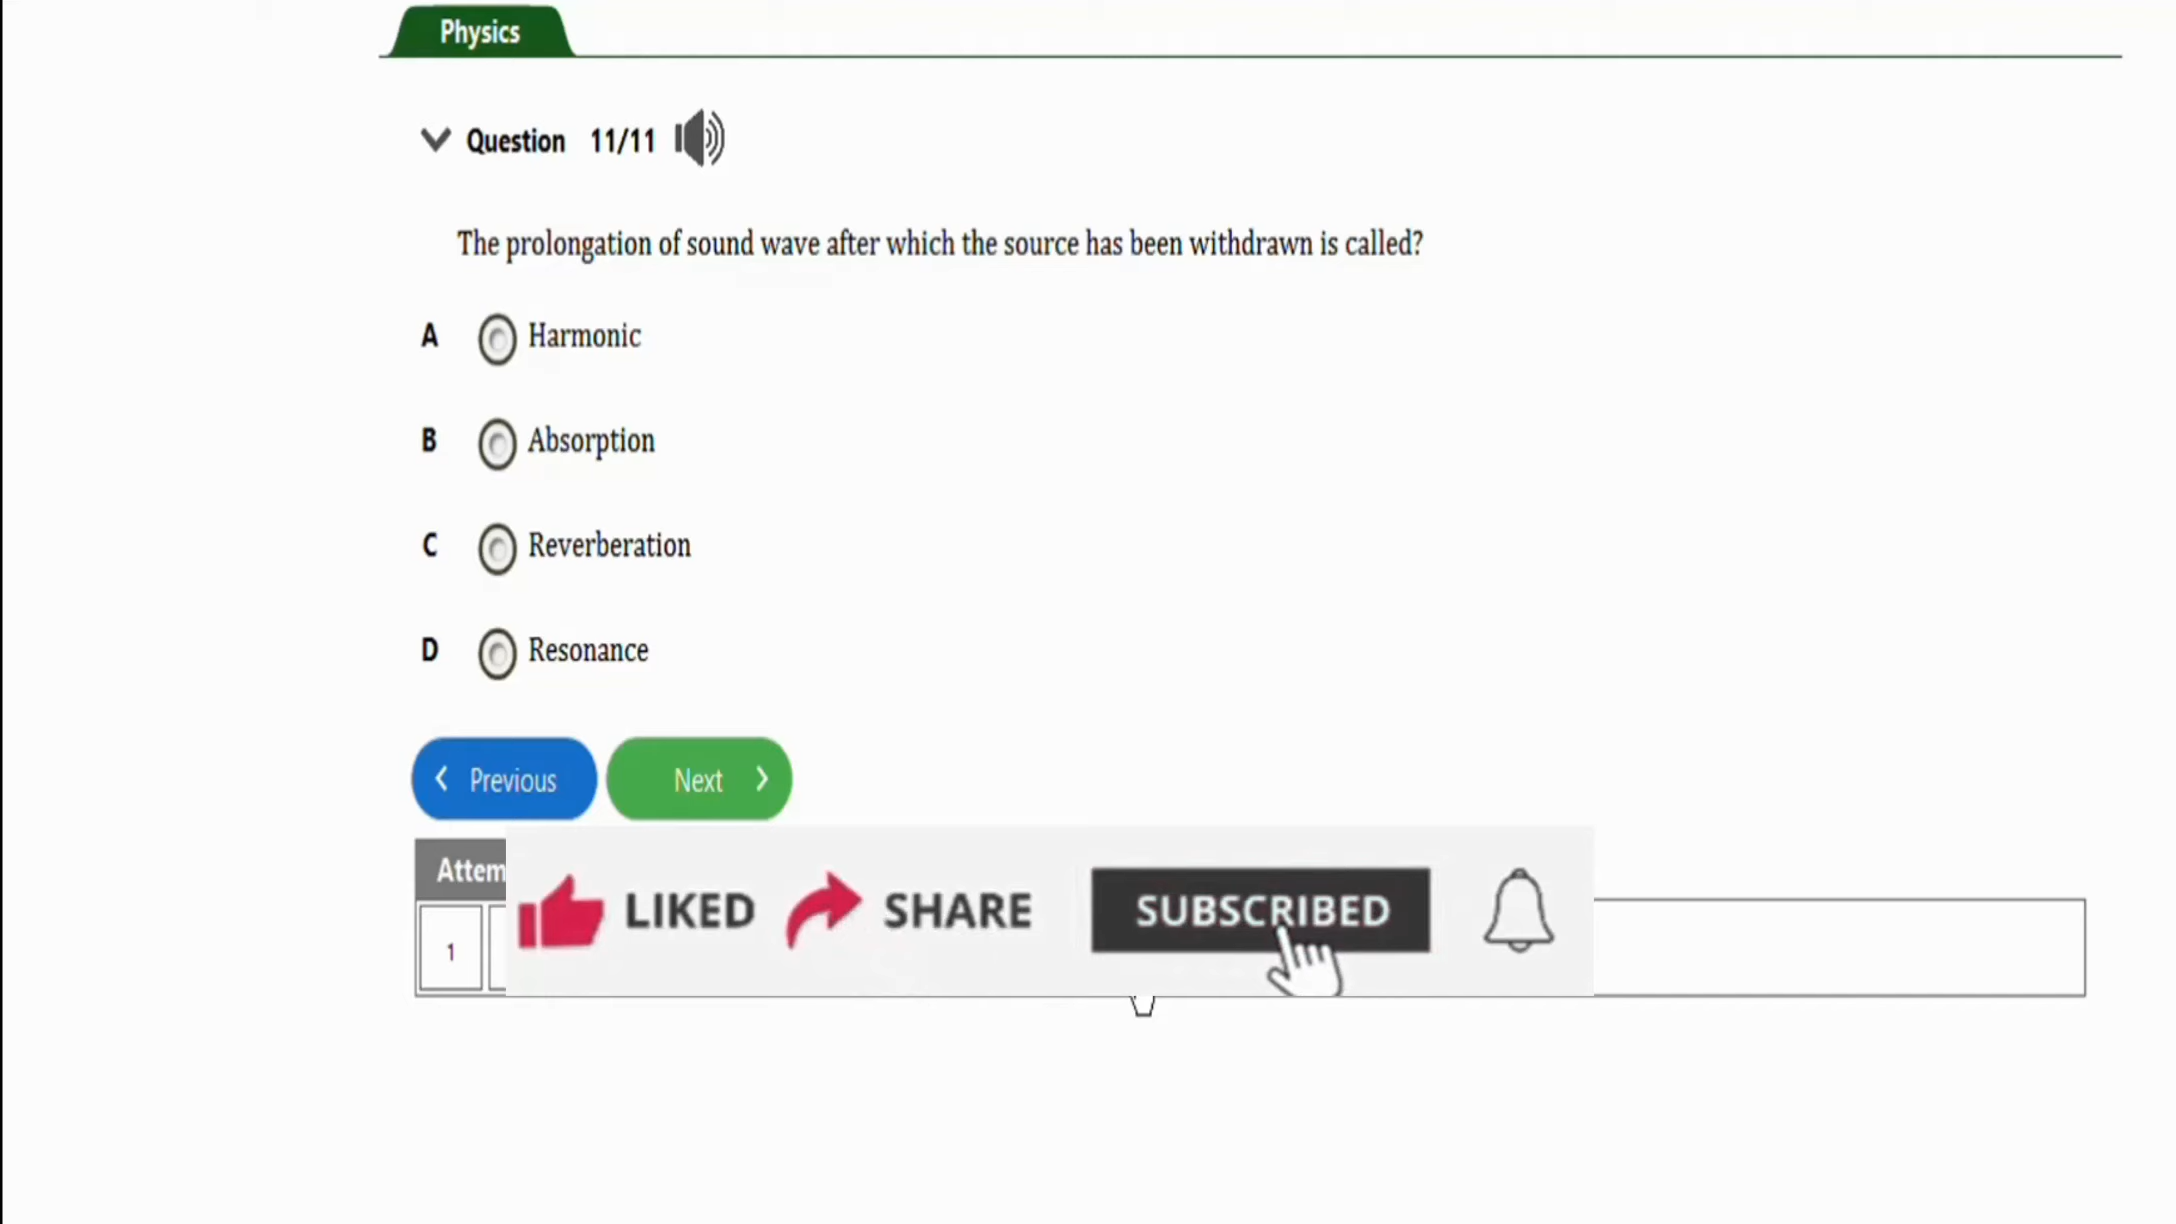 Physics
Question 11/11
The prolongation of sound wave after which the source has been withdrawn is called?
A Harmonic
B Absorption
C Reverberation
D Resonance
Previous Next
Attem
LIKED SHARE SUBSCRIBED
1